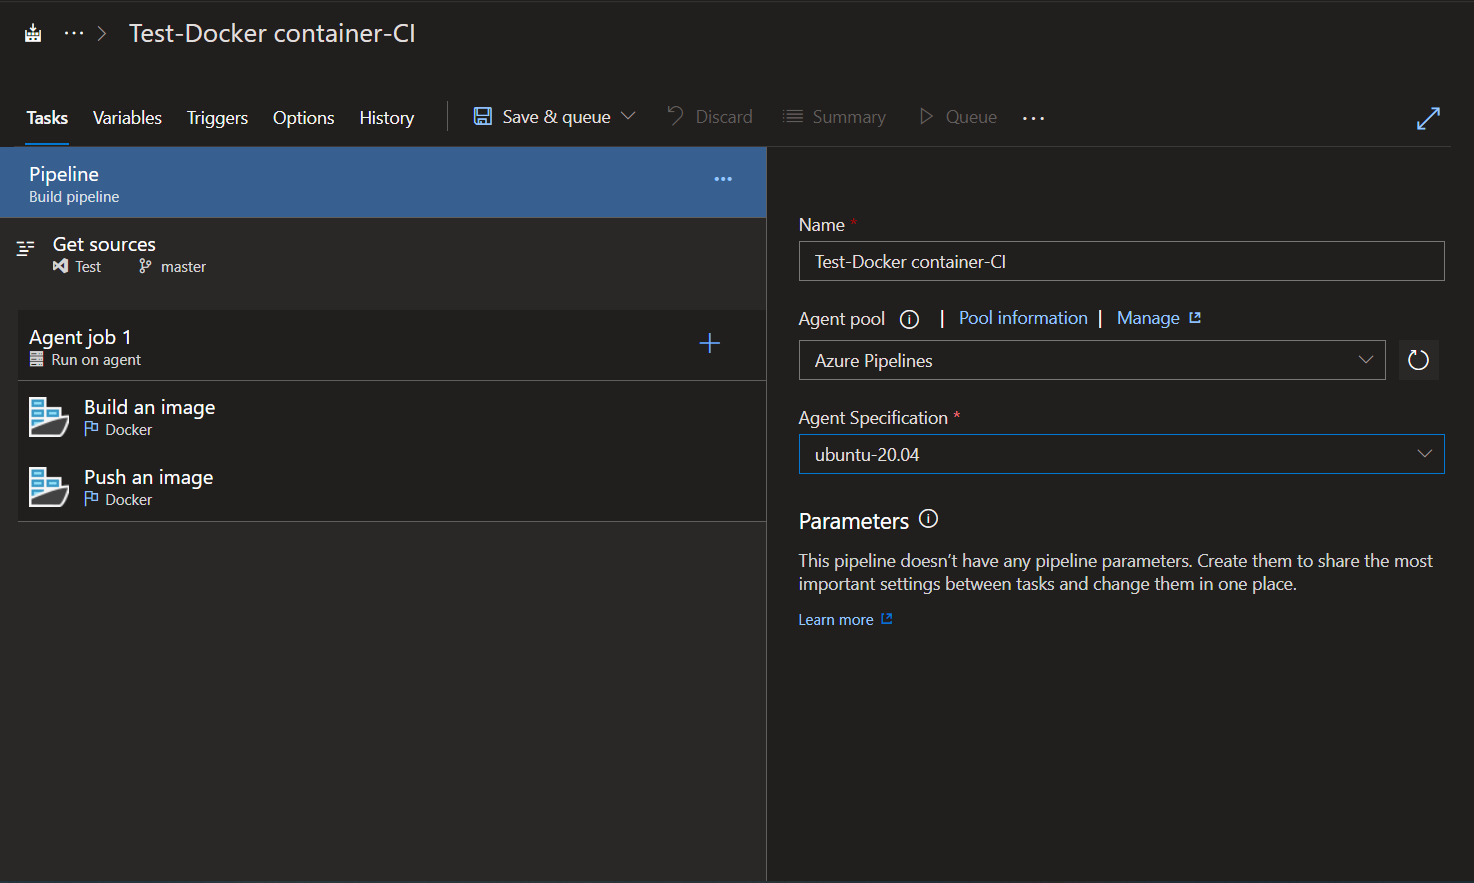 Test-Docker container-CI
Tasks Variables Triggers Options History Save & queue Discard Summary Queue
Pipeline
Build pipeline
Get sources
Test master
Agent job 1
Run on agent
Build an image
Docker
Push an image
Docker
Name *
Test-Docker container-CI
Agent pool | Pool information | Manage
Azure Pipelines
Agent Specification *
ubuntu-20.04
Parameters
This pipeline doesn’t have any pipeline parameters. Create them to share the most
important settings between tasks and change them in one place.
Learn more